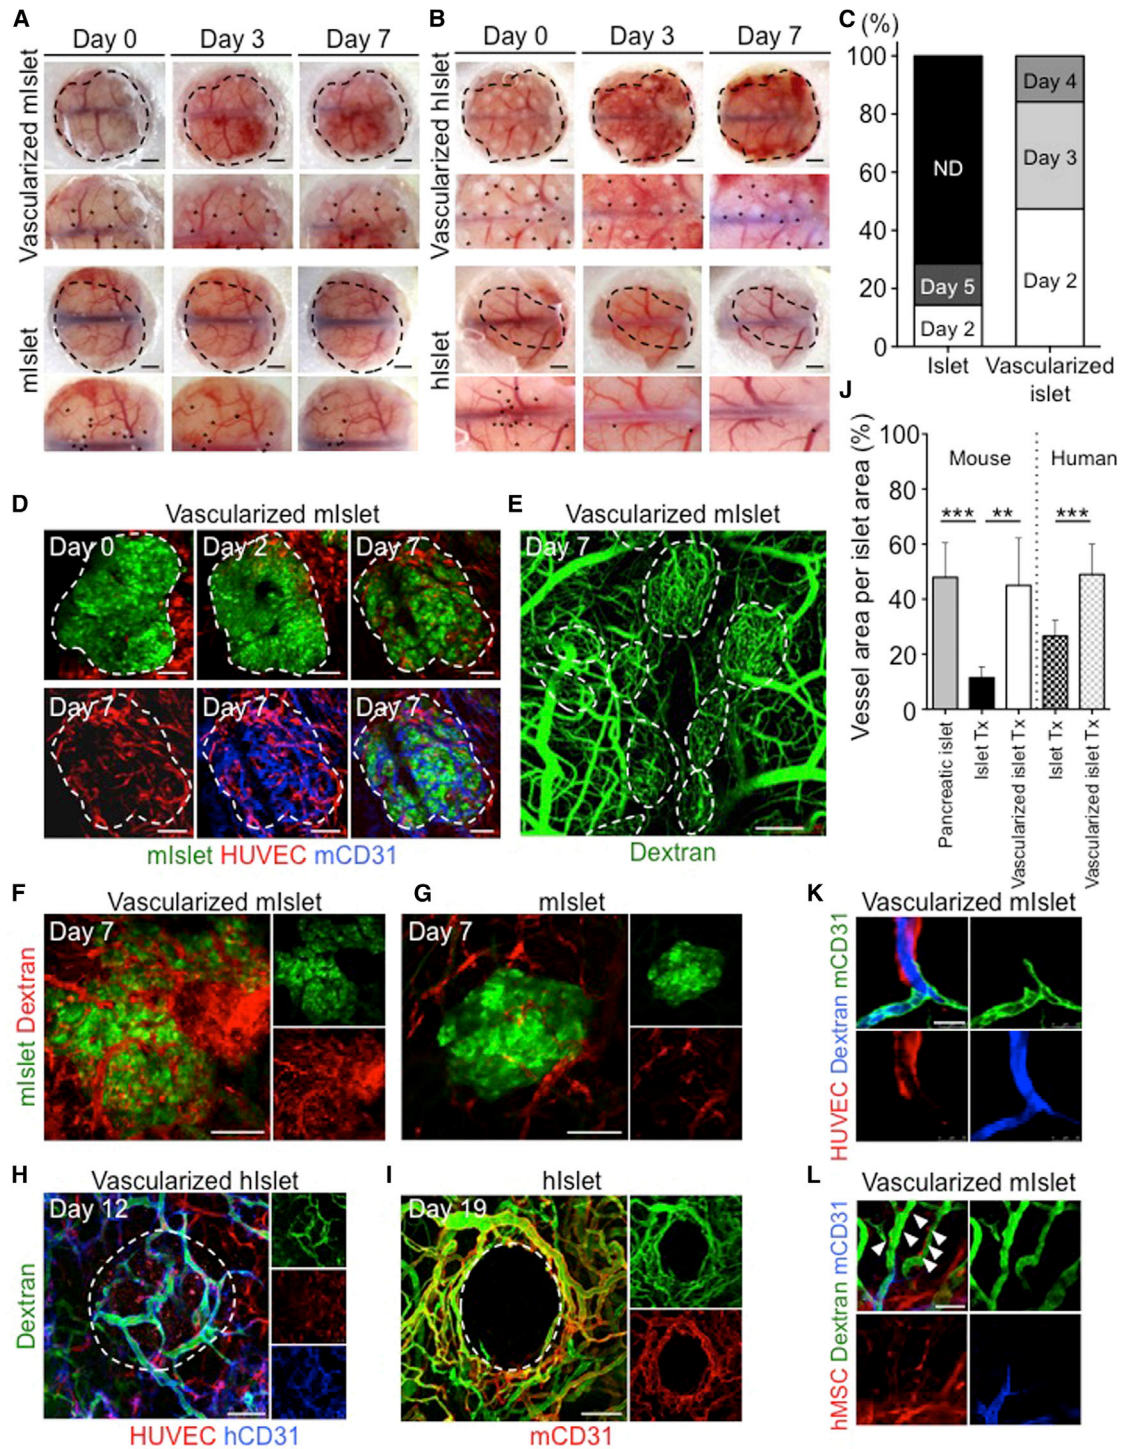 A
Day 0 Day 3 Day 7
Vascularized mIslet
mIslet
B
Day 0 Day 3 Day 7
Vascularized hIslet
hIslet
C (%)
100
80
60
40
20
0
ND
Day 5
Day 2
Day 4
Day 3
Day 2
Islet Vascularized
islet
D
Vascularized mIslet
Day 0 Day 2 Day 7
Day 7 Day 7 Day 7
mIslet HUVEC mCD31
E
Vascularized mIslet
Day 7
Dextran
J
Vessel area per islet area (%)
100
80
60
40
20
0
Mouse Human
*** ** ***
Pancreatic islet
Islet Tx
Vascularized islet Tx
Islet Tx
Vascularized islet Tx
F
Vascularized mIslet
Day 7
mIslet Dextran
G
mIslet
Day 7
H
Vascularized hIslet
Day 12
Dextran
HUVEC hCD31
I
hIslet
Day 19
mCD31
K
Vascularized mIslet
HUVEC Dextran mCD31
L
Vascularized mIslet
hMSC Dextran mCD31